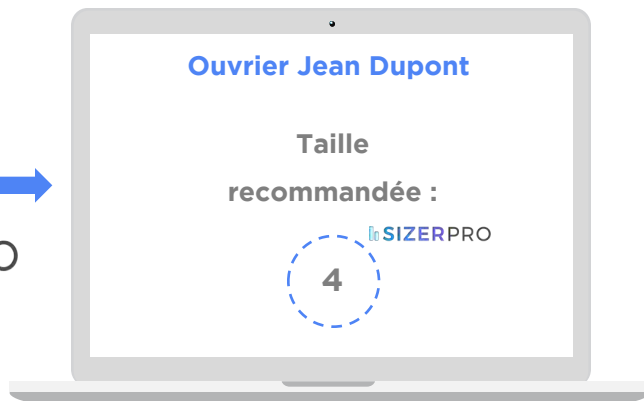 Ouvrier Jean Dupont
Taille
recommandée :
SIZERPRO
4
O